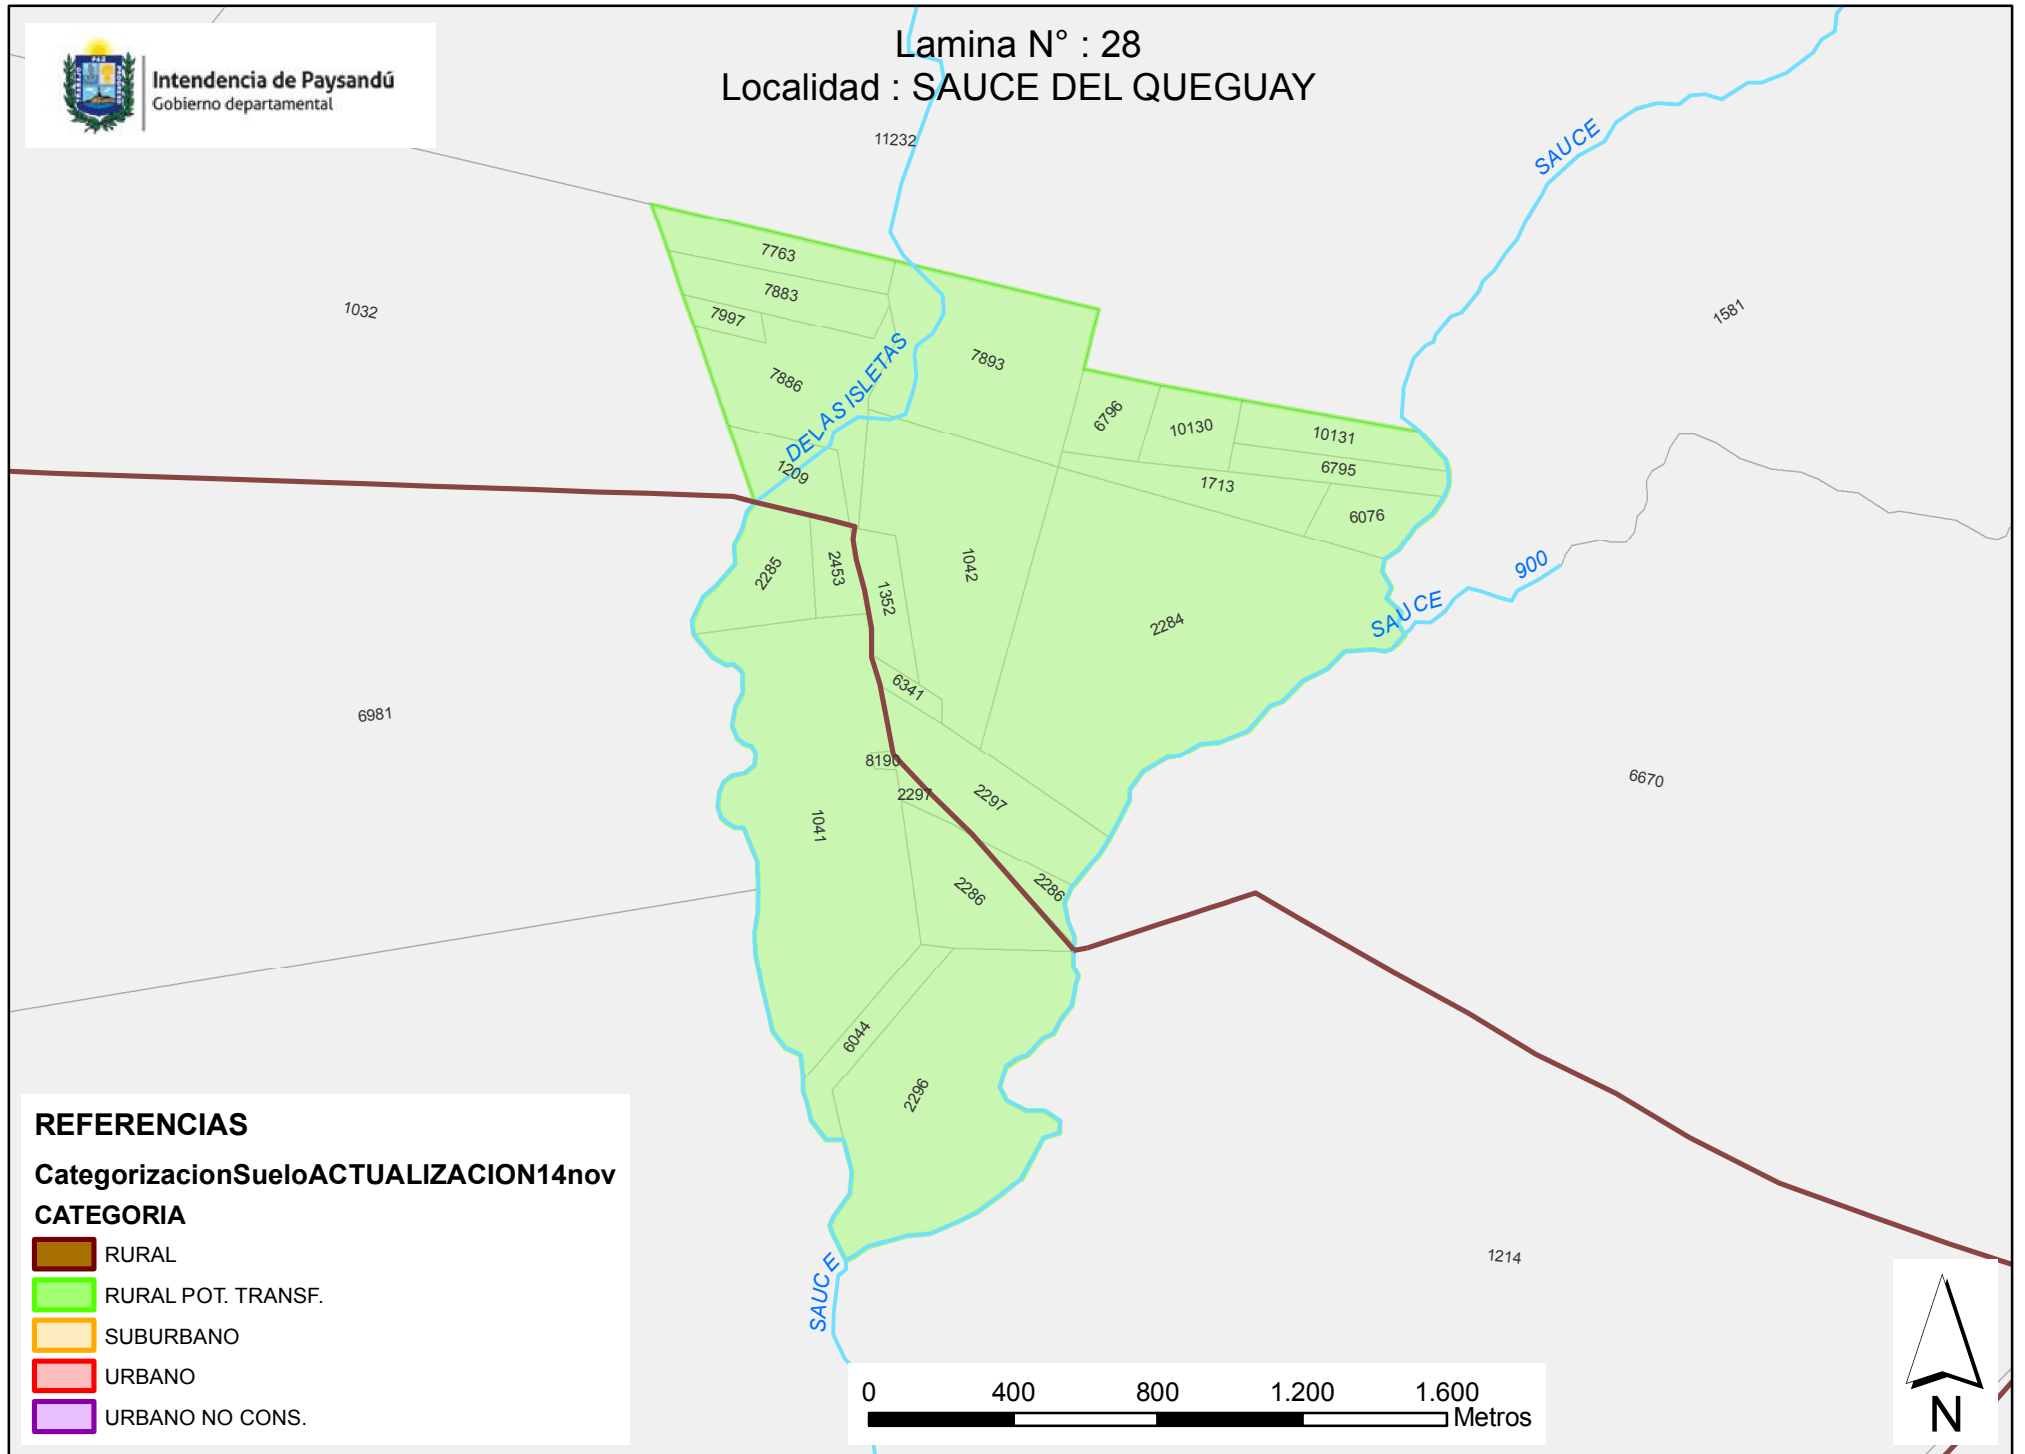 Intendencia de Paysandú
Gobierno departamental
Lamina N° : 28
Localidad : SAUCE DEL QUEGUAY
11232
SAUCE
7763
7883
7997
1032
1581
7893
7886
DE LAS ISLETAS
6796
10130
10131
6795
1209
1713
6076
2285
2453
1352
1042
900
SAUCE
2284
6341
6981
8190
2297
2297
6670
1041
2286
2286
6044
2296
1214
SAUCE
REFERENCIAS
CategorizacionSueloACTUALIZACION14nov
CATEGORIA
RURAL
RURAL POT. TRANSF.
SUBURBANO
URBANO
URBANO NO CONS.
0 400 800 1.200 1.600
Metros
N